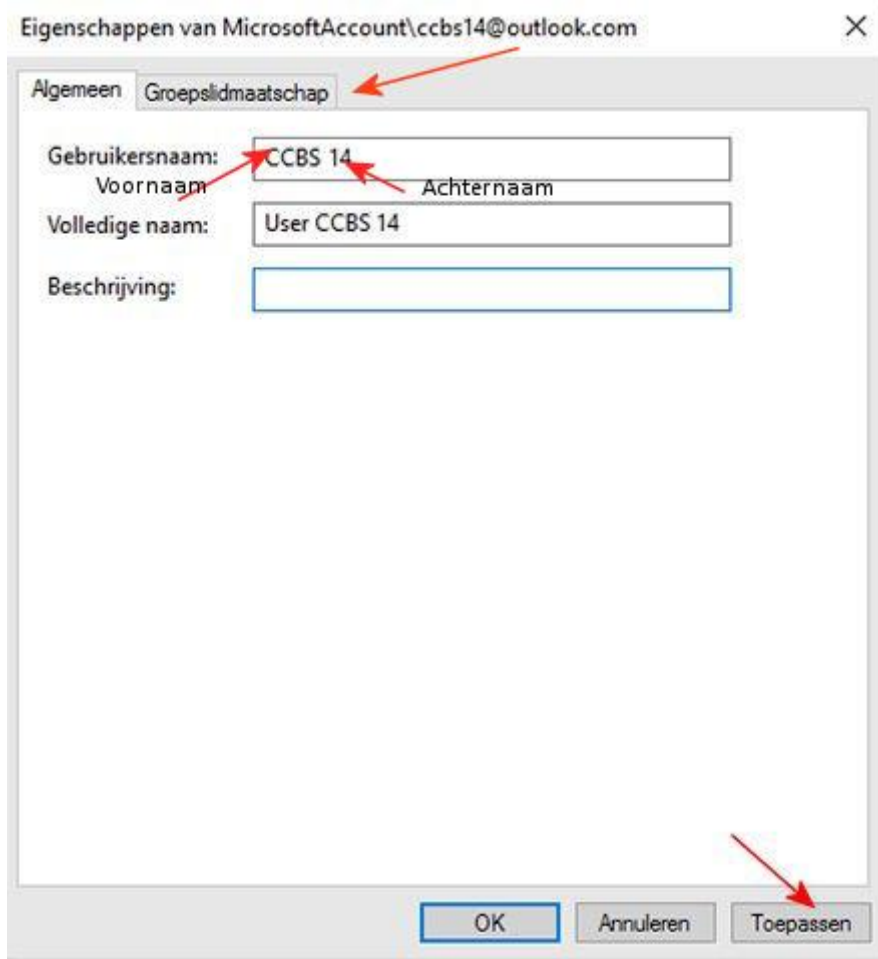 Eigenschappen van MicrosoftAccount\ccbs14@outlook.com
Algemeen Groepslidmaatschap
Gebruikersnaam: CCBS 14
Voornaam Achternaam
Volledige naam: User CCBS 14
Beschrijving:
OK Annuleren Toepassen